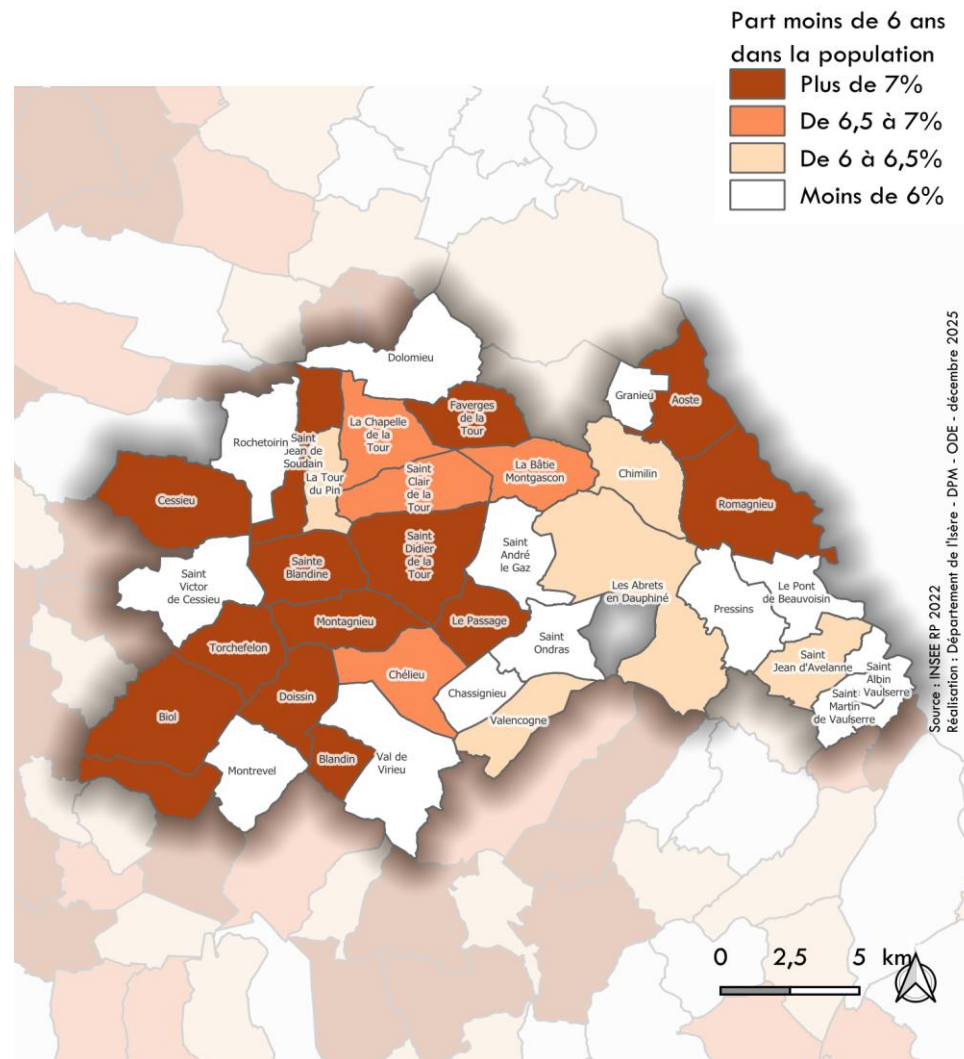 Part moins de 6 ans
dans la population
Plus de 7%
De 6,5 à 7%
De 6 à 6,5%
Moins de 6%
Dolomieu
Granieu
Aoste
Faverges
de la
Tour
La Chapelle
de la
Tour
Rochetoirin
Saint
Jean de
Soudain
La Tour
du Pin
Saint
Clair
de la
Tour
La Bâtie
Montgascon
Chimilin
Cessieu
Romagnieu
Saint
Didier
de la
Tour
Saint
André
le Gaz
Sainte
Blandine
Saint
Victor
de Cessieu
Les Abrets
en Dauphiné
Le Pont
de Beauvoisin
Pressins
Montagnieu
Le Passage
Saint
Ondras
Torchefelon
Saint
Jean d'Avelanne
Saint
Albin
Vaulserre
Chélieu
Chassignieu
Doissin
Saint
Martin
de Vaulserre
Biol
Valencogne
Blandin
Val de
Virieu
Montrevel
Source : INSEE RP 2022
Réalisation : Département de l'Isère - DPM - ODE - décembre 2025
0 2,5 5 km